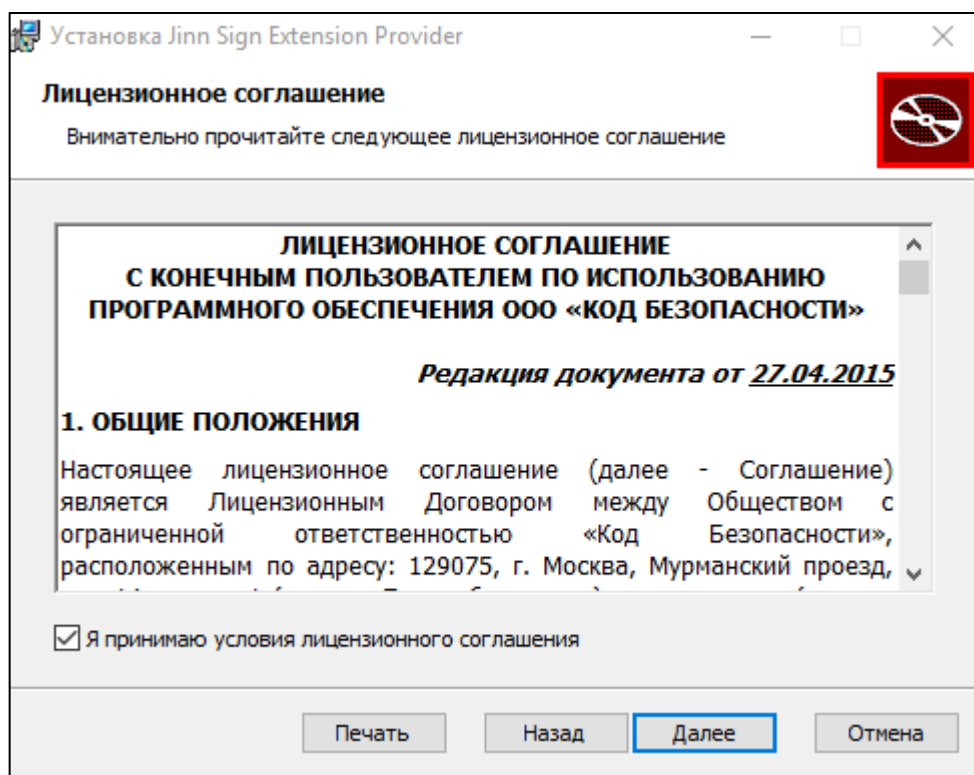 Установка Jinn Sign Extension Provider
Лицензионное соглашение
Внимательно прочитайте следующее лицензионное соглашение
ЛИЦЕНЗИОННОЕ СОГЛАШЕНИЕ
С КОНЕЧНЫМ ПОЛЬЗОВАТЕЛЕМ ПО ИСПОЛЬЗОВАНИЮ
ПРОГРАММНОГО ОБЕСПЕЧЕНИЯ ООО «КОД БЕЗОПАСНОСТИ»
Редакция документа от 27.04.2015
1. ОБЩИЕ ПОЛОЖЕНИЯ
Настоящее лицензионное соглашение (далее - Соглашение)
является Лицензионным Договором между Обществом с
ограниченной ответственностью «Код Безопасности»,
расположенным по адресу: 129075, г. Москва, Мурманский проезд,
Я принимаю условия лицензионного соглашения
Печать Назад Далее Отмена